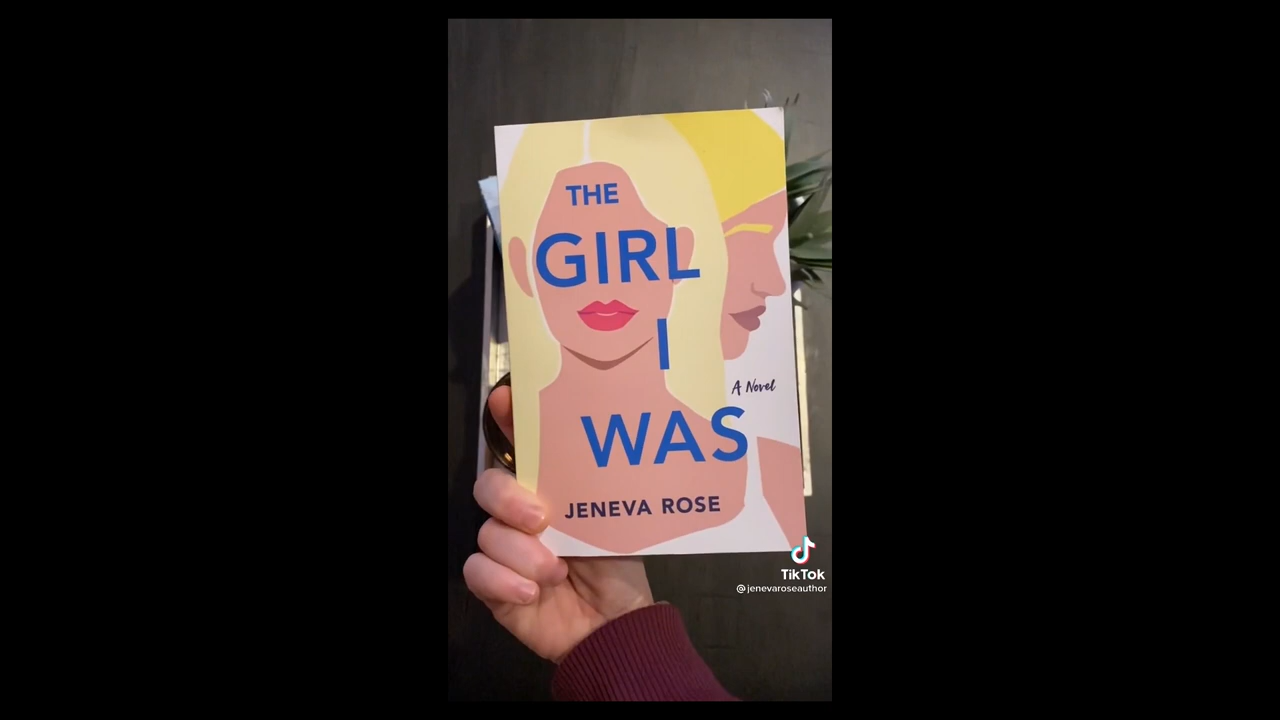 THE
GIRL
I
A Novel
WAS
JENEVA ROSE
TikTok
@jenevaroseauthor